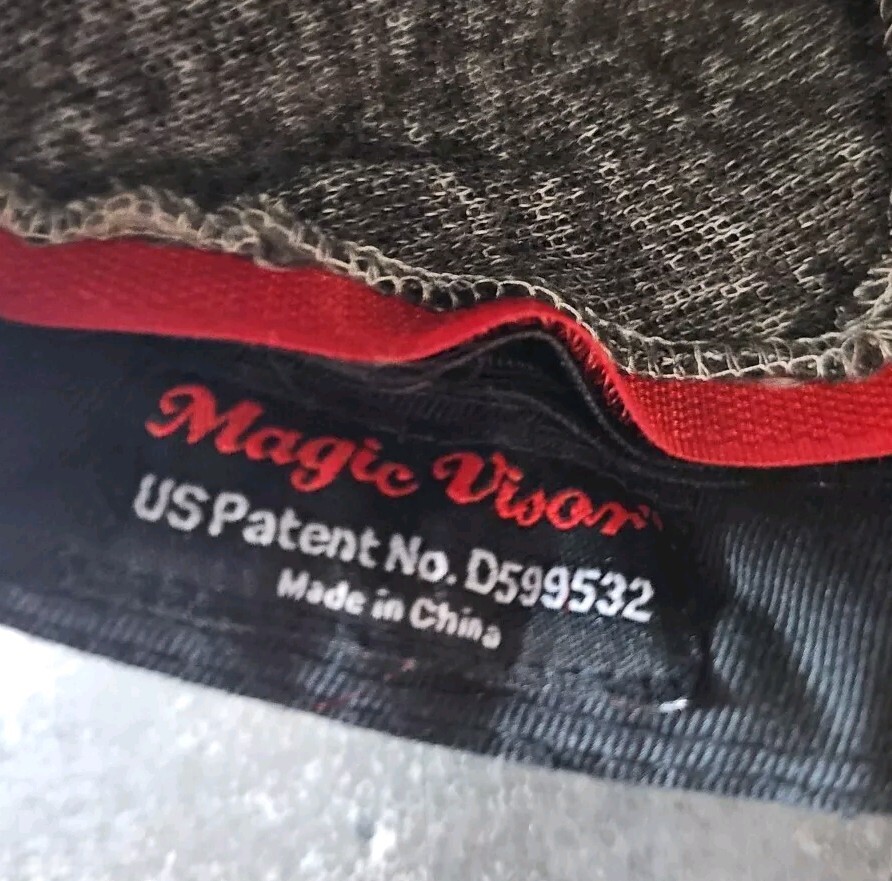 Magic Visor
US Patent No. D599532
Made in China